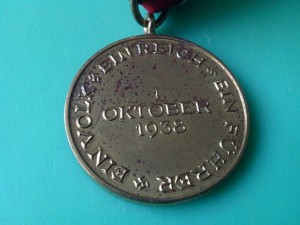 EIN VOLK EIN REICH EIN FÜHRER
1.
OKTOBER
1938